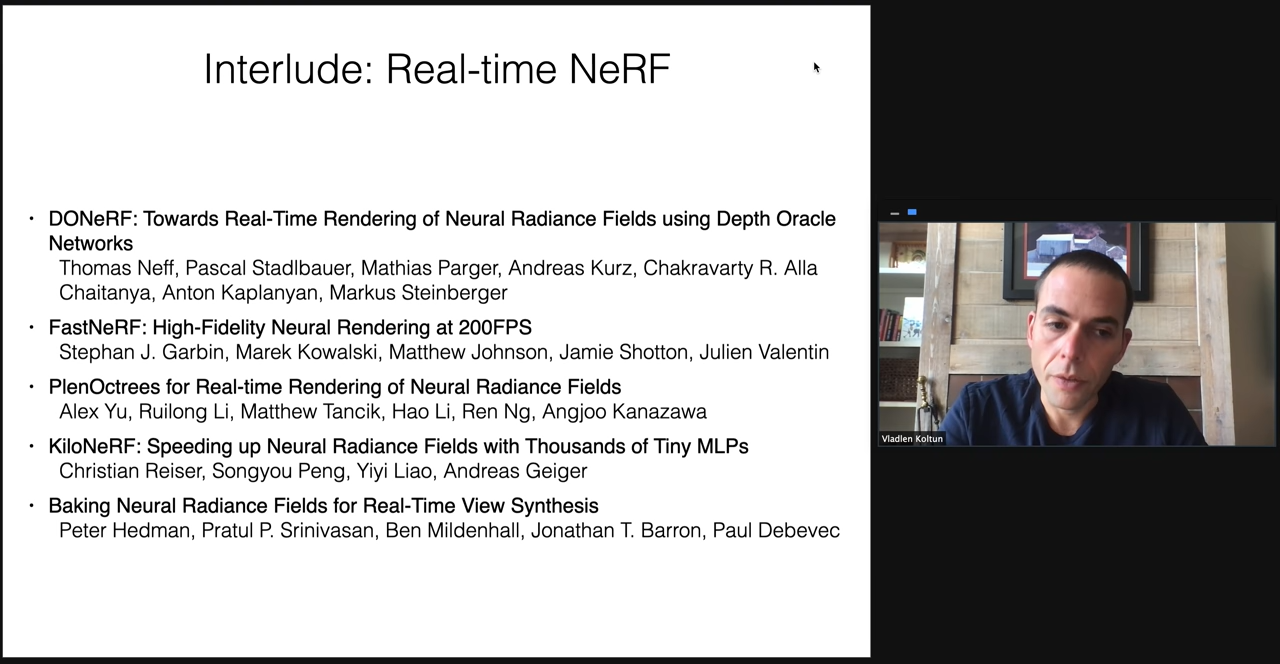 Interlude: Real-time NeRF
• DONeRF: Towards Real-Time Rendering of Neural Radiance Fields using Depth Oracle
Networks
Thomas Neff, Pascal Stadlbauer, Mathias Parger, Andreas Kurz, Chakravarty R. Alla
Chaitanya, Anton Kaplanyan, Markus Steinberger
• FastNeRF: High-Fidelity Neural Rendering at 200FPS
Stephan J. Garbin, Marek Kowalski, Matthew Johnson, Jamie Shotton, Julien Valentin
• PlenOctrees for Real-time Rendering of Neural Radiance Fields
Alex Yu, Ruilong Li, Matthew Tancik, Hao Li, Ren Ng, Angjoo Kanazawa
• KiloNeRF: Speeding up Neural Radiance Fields with Thousands of Tiny MLPs
Christian Reiser, Songyou Peng, Yiyi Liao, Andreas Geiger
• Baking Neural Radiance Fields for Real-Time View Synthesis
Peter Hedman, Pratul P. Srinivasan, Ben Mildenhall, Jonathan T. Barron, Paul Debevec
Vladlen Koltun